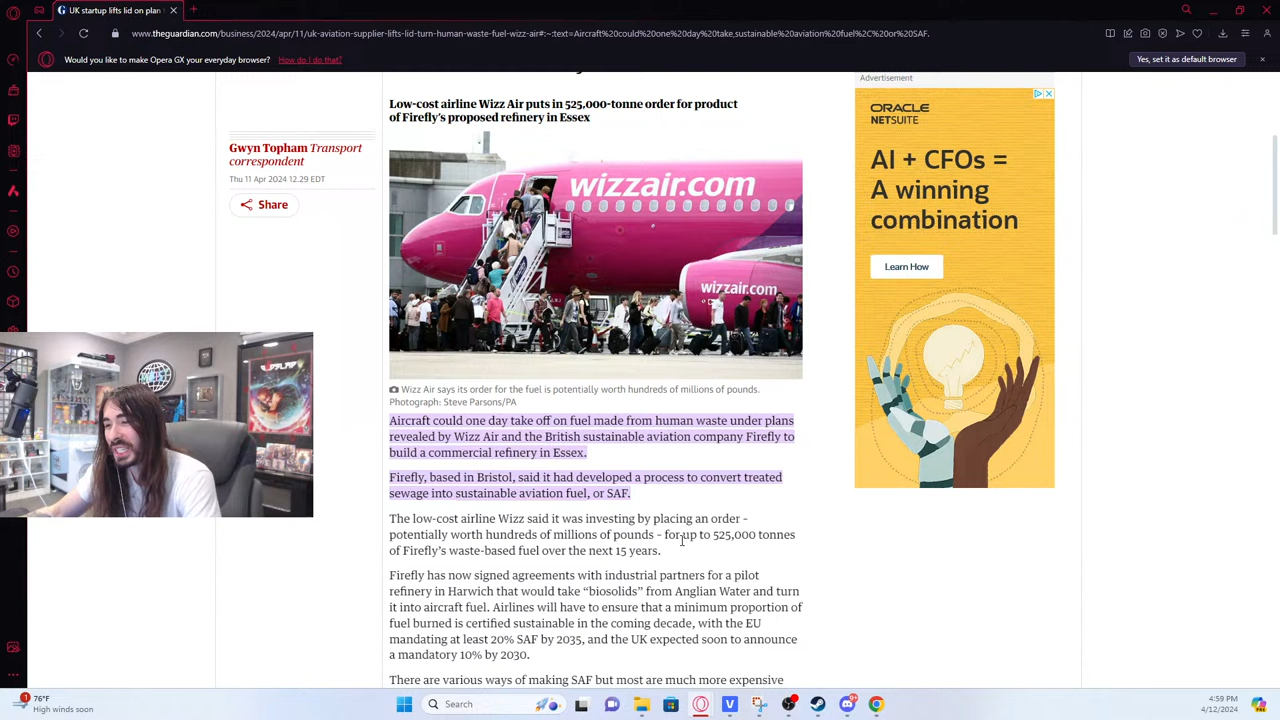 UK startup lifts lid on plan t
www.theguardian.com/business/2024/apr/11/uk-aviation-supplier-lifts-lid-turn-human-waste-fuel-wizz-air#:~:text=Aircraft%20could%20one%20day%20take,sustainable%20aviation%20fuel%2C%20or%20SAF.
Would you like to make Opera GX your everyday browser?
How do I do that?
Yes, set it as default browser
Low-cost airline Wizz Air puts in 525,000-tonne order for product
of Firefly's proposed refinery in Essex
Gwyn Topham Transport
correspondent
Thu 11 Apr 2024 12.29 EDT
Share
wizzair.com
wizzair.com
Wizz Air says its order for the fuel is potentially worth hundreds of millions of pounds.
Photograph: Steve Parsons/PA
Aircraft could one day take off on fuel made from human waste under plans
revealed by Wizz Air and the British sustainable aviation company Firefly to
build a commercial refinery in Essex.
Firefly, based in Bristol, said it had developed a process to convert treated
sewage into sustainable aviation fuel, or SAF.
The low-cost airline Wizz said it was investing by placing an order –
potentially worth hundreds of millions of pounds – for up to 525,000 tonnes
of Firefly's waste-based fuel over the next 15 years.
Firefly has now signed agreements with industrial partners for a pilot
refinery in Harwich that would take “biosolids” from Anglian Water and turn
it into aircraft fuel. Airlines will have to ensure that a minimum proportion of
fuel burned is certified sustainable in the coming decade, with the EU
mandating at least 20% SAF by 2035, and the UK expected soon to announce
a mandatory 10% by 2030.
There are various ways of making SAF but most are much more expensive
Advertisement
ORACLE
NETSUITE
AI + CFOs =
A winning
combination
Learn How
1
76°F
High winds soon
Search
9+
4:59 PM
4/12/2024